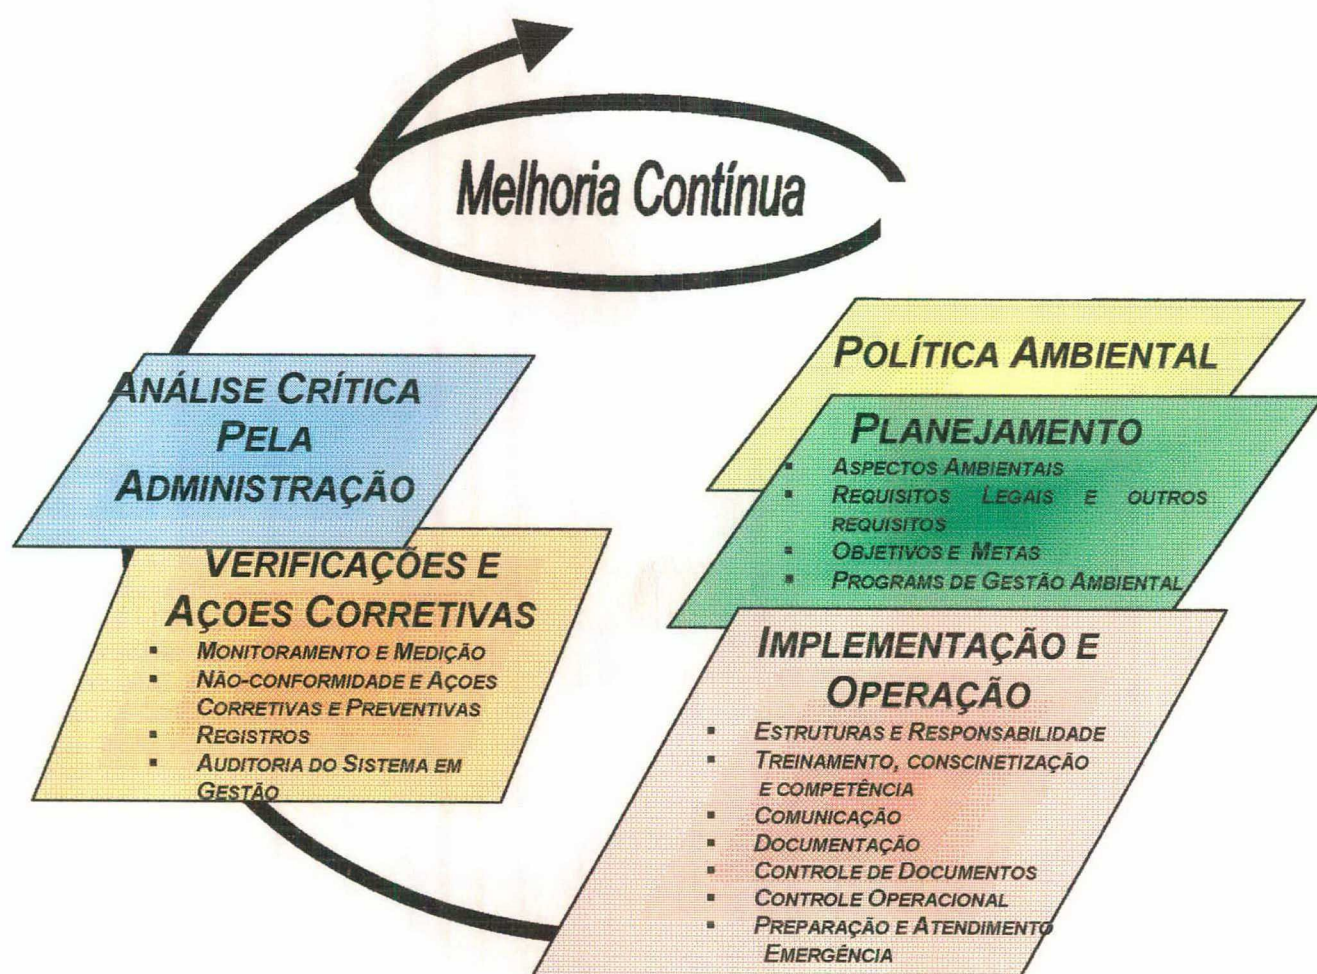 Melhoria Contínua
POLÍTICA AMBIENTAL
PLANEJAMENTO
▪ ASPECTOS AMBIENTAIS
▪ REQUISITOS LEGAIS E OUTROS
REQUISITOS
▪ OBJETIVOS E METAS
▪ PROGRAMS DE GESTÃO AMBIENTAL
IMPLEMENTAÇÃO E
OPERAÇÃO
▪ ESTRUTURAS E RESPONSABILIDADE
▪ TREINAMENTO, CONSCINETIZAÇÃO
E COMPETÊNCIA
▪ COMUNICAÇÃO
▪ DOCUMENTAÇÃO
▪ CONTROLE DE DOCUMENTOS
▪ CONTROLE OPERACIONAL
▪ PREPARAÇÃO E ATENDIMENTO
EMERGÊNCIA
VERIFICAÇÕES E
AÇOES CORRETIVAS
▪ MONITORAMENTO E MEDIÇÃO
▪ NÃO-CONFORMIDADE E AÇOES
CORRETIVAS E PREVENTIVAS
▪ REGISTROS
▪ AUDITORIA DO SISTEMA EM
GESTÃO
ANÁLISE CRÍTICA
PELA
ADMINISTRAÇÃO